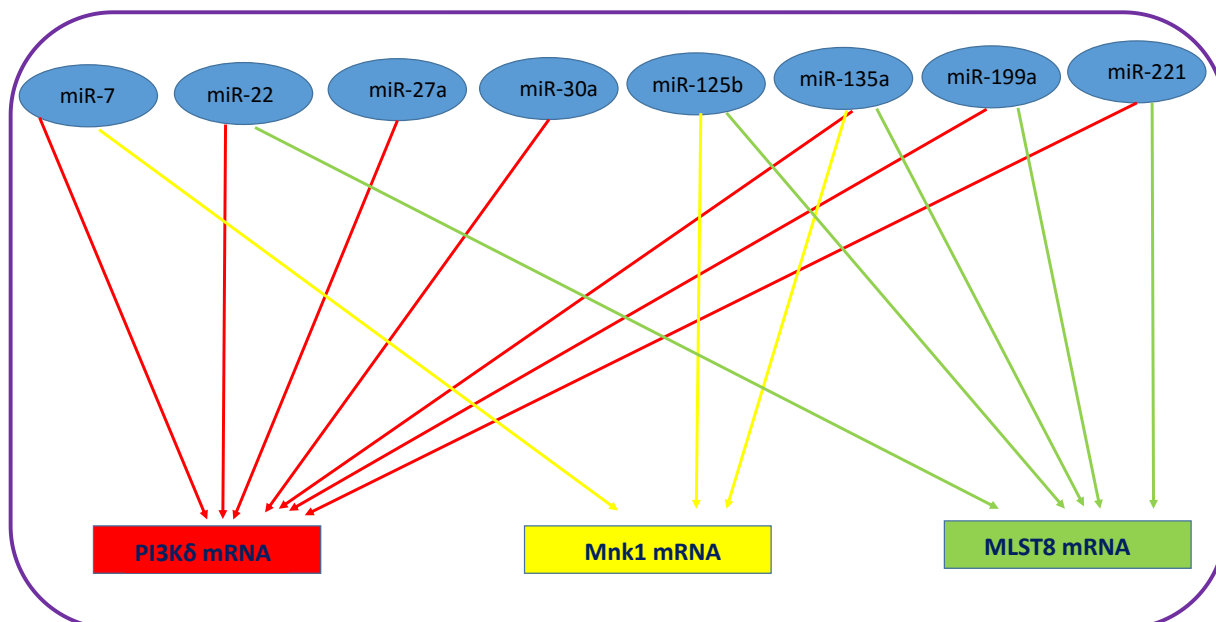 miR-7
miR-22
miR-27a
miR-30a
miR-125b
miR-135a
miR-199a
miR-221
PI3Kδ mRNA
Mnk1 mRNA
MLST8 mRNA